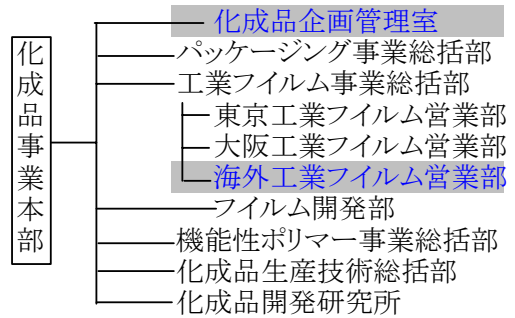 化成品事業本部
化成品企画管理室
パッケージング事業総括部
工業フイルム事業総括部
東京工業フイルム営業部
大阪工業フイルム営業部
海外工業フイルム営業部
フイルム開発部
機能性ポリマー事業総括部
化成品生産技術総括部
化成品開発研究所